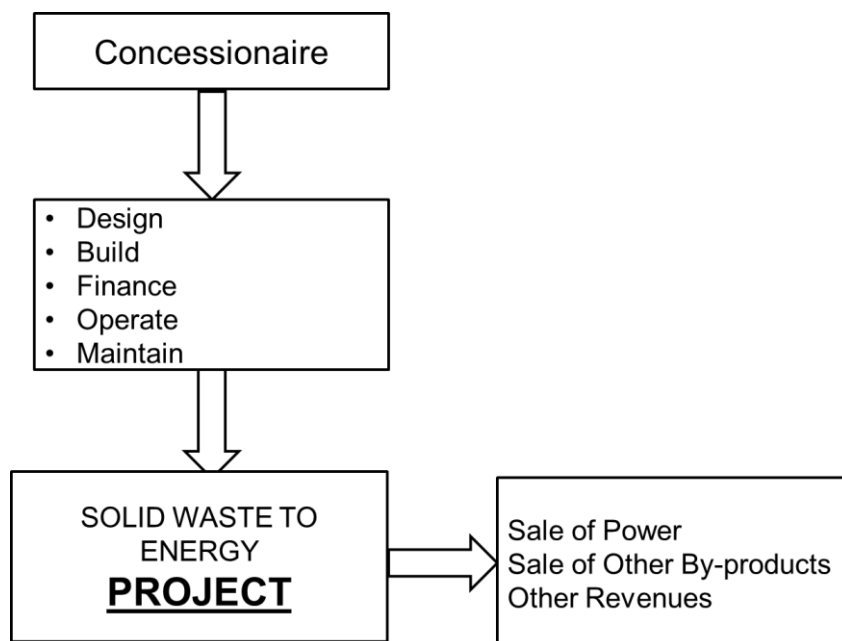 Concessionaire
• Design
• Build
• Finance
• Operate
• Maintain
SOLID WASTE TO
ENERGY
PROJECT
Sale of Power
Sale of Other By-products
Other Revenues